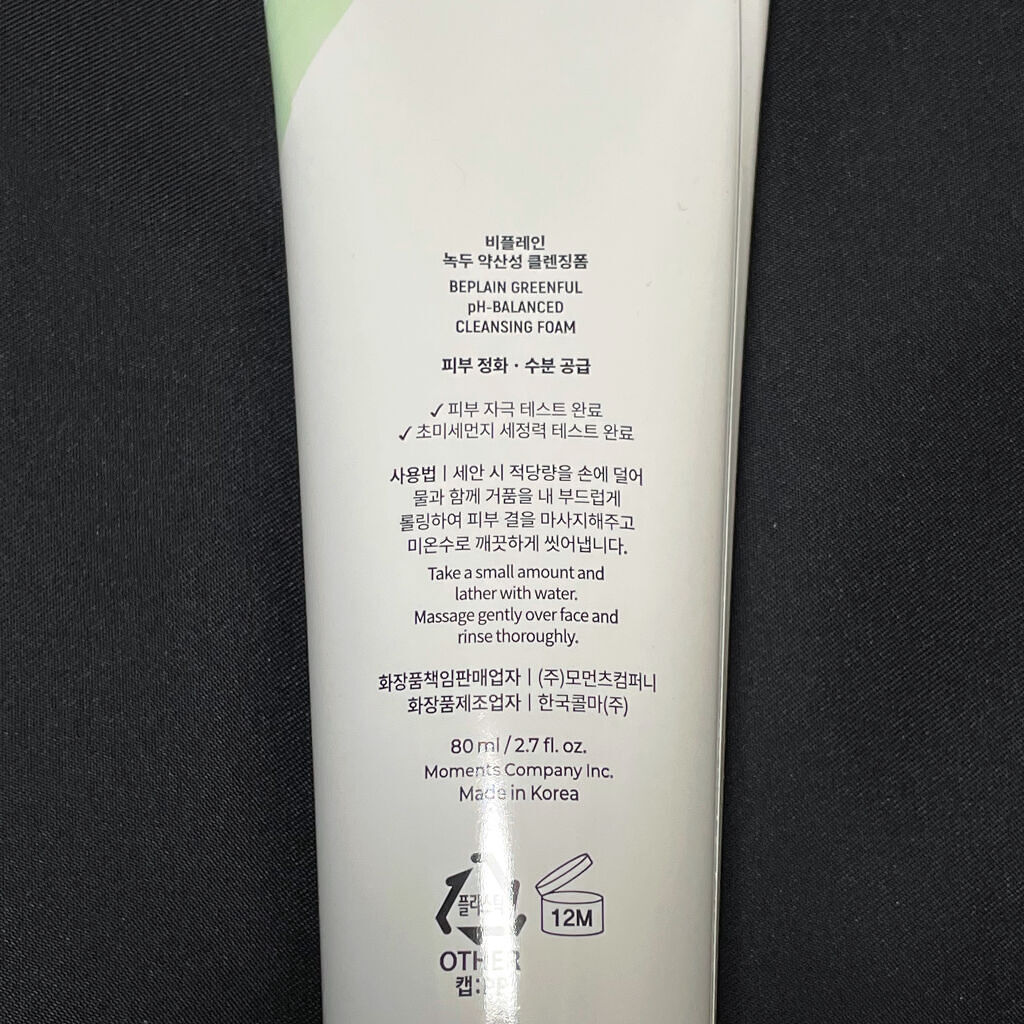 비플레인
녹두 약산성 클렌징폼
BEPLAIN GREENFUL
pH-BALANCED
CLEANSING FOAM
피부 정화 · 수분 공급
✓ 피부 자극 테스트 완료
✓ 초미세먼지 세정력 테스트 완료
사용법 | 세안 시 적당량을 손에 덜어
물과 함께 거품을 내 부드럽게
롤링하여 피부 결을 마사지해주고
미온수로 깨끗하게 씻어냅니다.
Take a small amount and
lather with water.
Massage gently over face and
rinse thoroughly.
화장품책임판매업자 | (주)모먼츠컴퍼니
화장품제조업자 | 한국콜마(주)
80 ml / 2.7 fl. oz.
Moments Company Inc.
Made in Korea
플라스틱
12M
OTHER
캡:PP